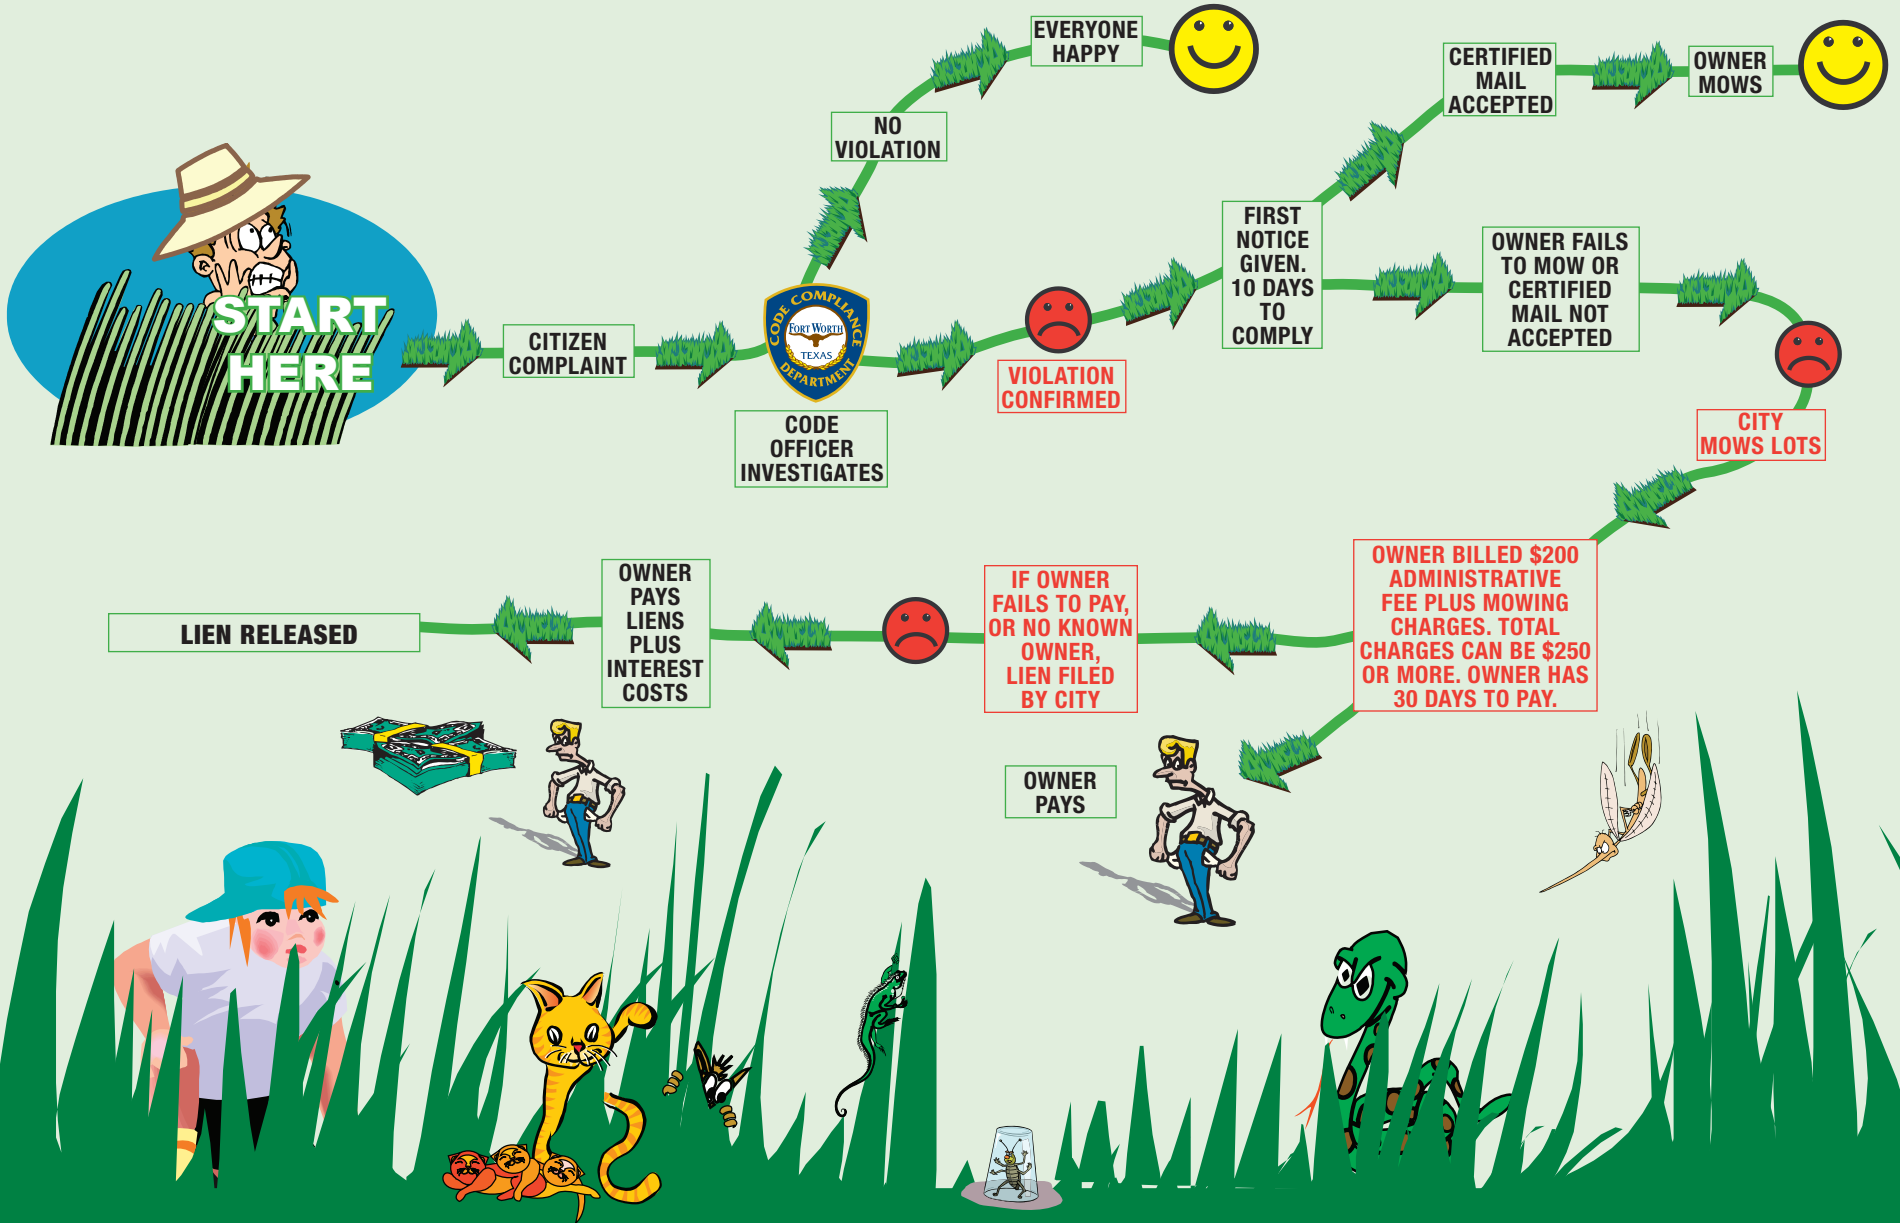 START
HERE
CITIZEN
COMPLAINT
CODE COMPLIANCE
FORT WORTH
TEXAS
DEPARTMENT
CODE
OFFICER
INVESTIGATES
NO
VIOLATION
EVERYONE
HAPPY
VIOLATION
CONFIRMED
FIRST
NOTICE
GIVEN.
10 DAYS
TO
COMPLY
CERTIFIED
MAIL
ACCEPTED
OWNER
MOWS
OWNER FAILS
TO MOW OR
CERTIFIED
MAIL NOT
ACCEPTED
CITY
MOWS LOTS
OWNER BILLED $200
ADMINISTRATIVE
FEE PLUS MOWING
CHARGES. TOTAL
CHARGES CAN BE $250
OR MORE. OWNER HAS
30 DAYS TO PAY.
OWNER
PAYS
IF OWNER
FAILS TO PAY,
OR NO KNOWN
OWNER,
LIEN FILED
BY CITY
OWNER
PAYS
LIENS
PLUS
INTEREST
COSTS
LIEN RELEASED